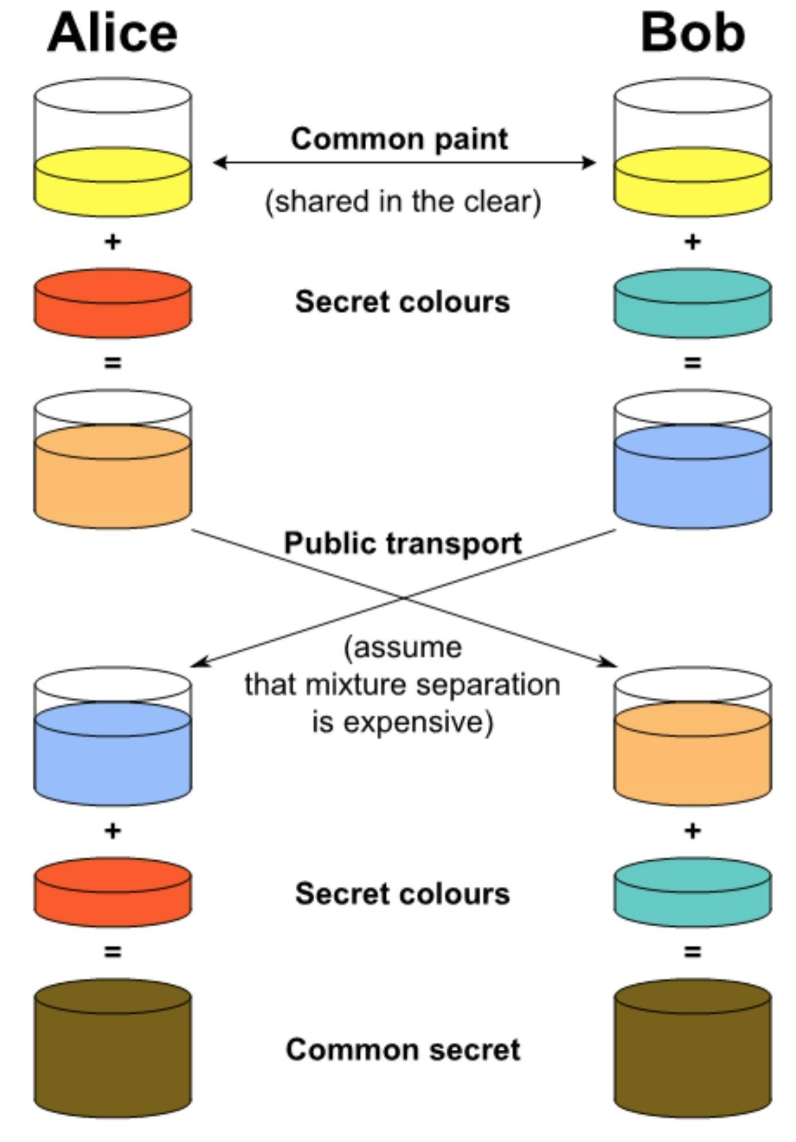 Alice
Bob
Common paint
(shared in the clear)
+
+
Secret colours
=
=
Public transport
(assume
that mixture separation
is expensive)
+
+
Secret colours
=
=
Common secret